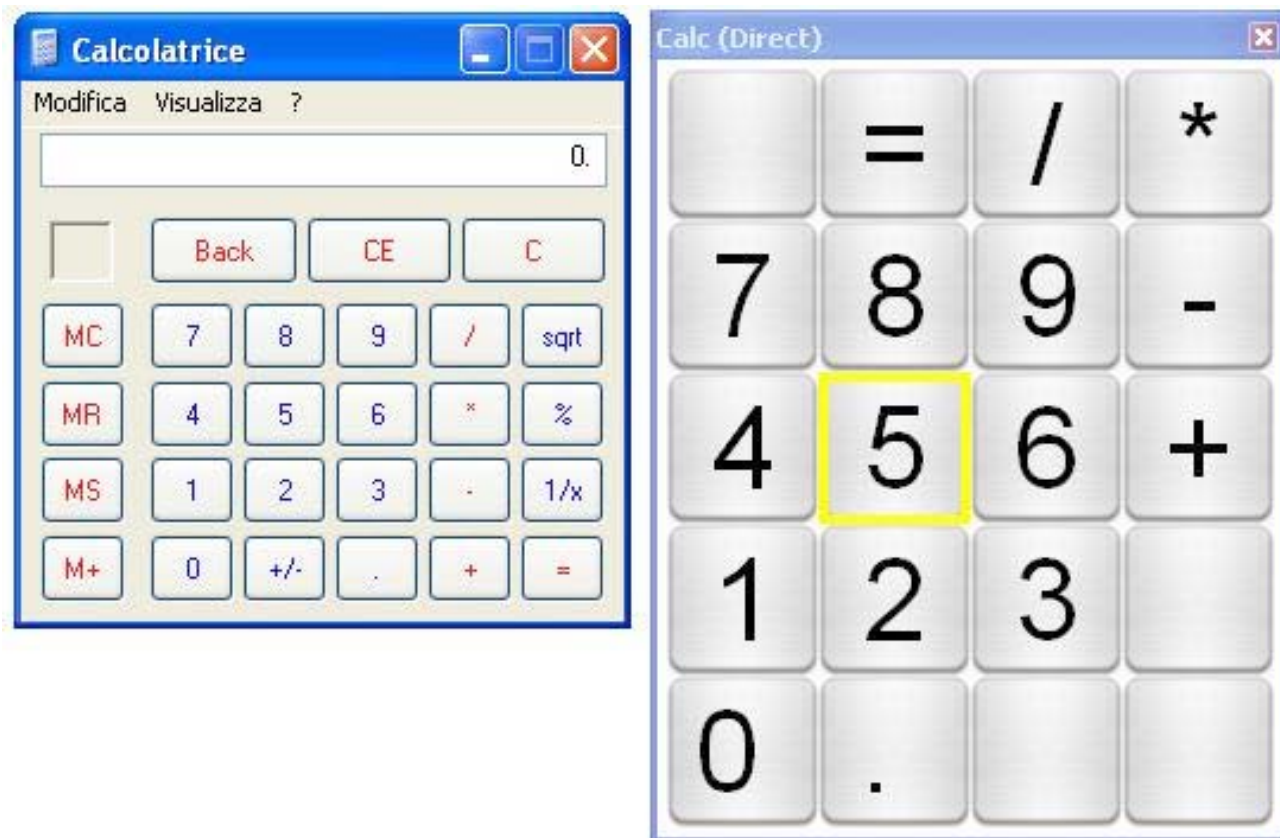 Calcolatrice
Modifica Visualizza ?
0.
Back CE C
MC 7 8 9 / sqrt
MR 4 5 6 * %
MS 1 2 3 - 1/x
M+ 0 +/- . + =
Calc (Direct)
= / *
7 8 9 -
4 5 6 +
1 2 3
0 .